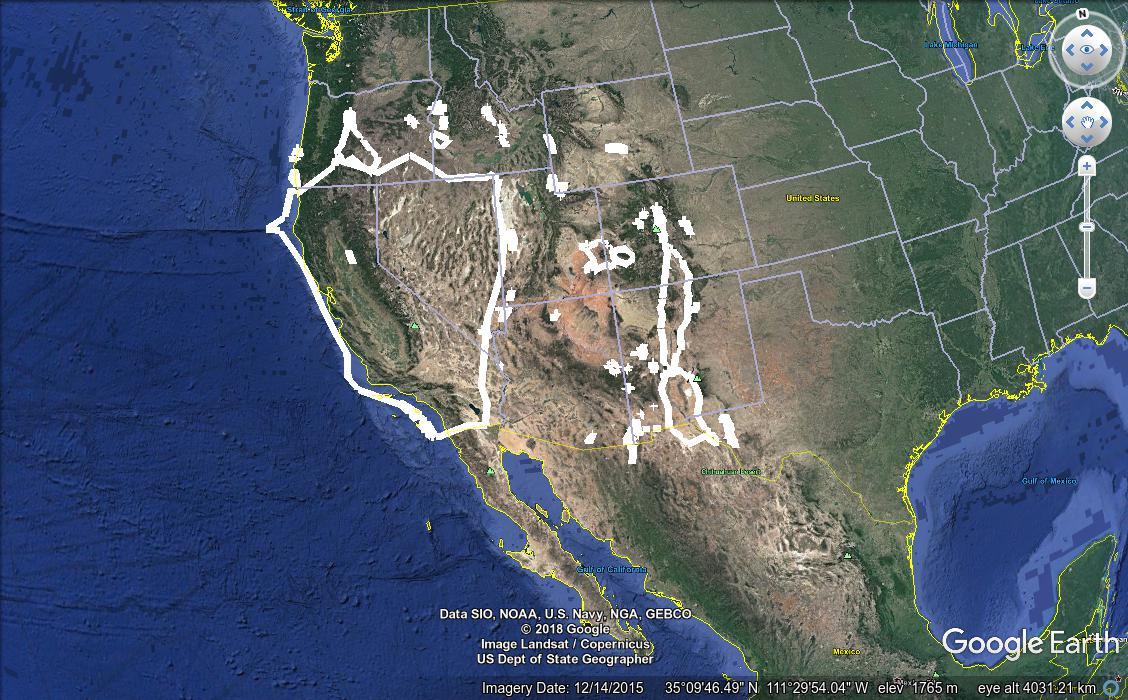 Strait of Georgia
N
Lake Michigan
United States
Chihuahuan Desert
Gulf of Mexico
Gulf of California
Data SIO, NOAA, U.S. Navy, NGA, GEBCO
© 2018 Google
Image Landsat / Copernicus
US Dept of State Geographer
Mexico
Google Earth
Imagery Date: 12/14/2015 35°09'46.49" N 111°29'54.04" W elev 1765 m eye alt 4031.21 km